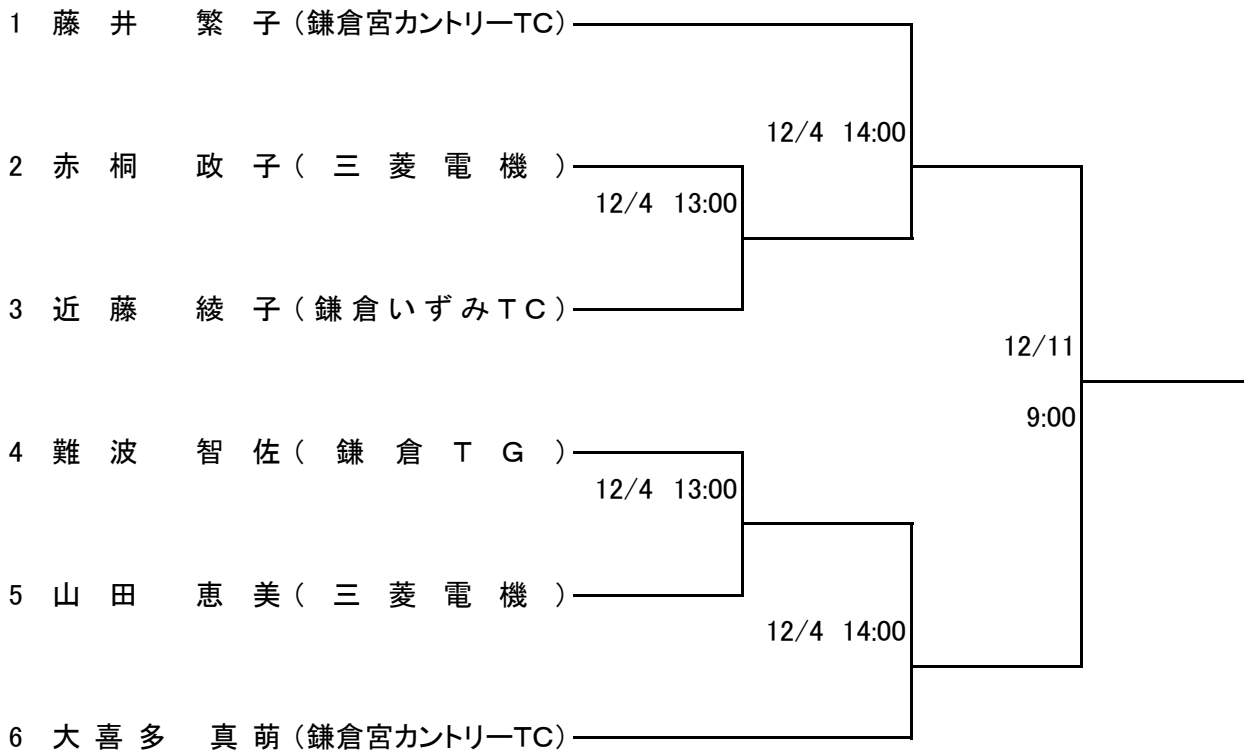 1 藤井 繁子(鎌倉宮カントリーTC)
12/4 14:00
2 赤桐 政子(三菱電機)
12/4 13:00
3 近藤 綾子(鎌倉いずみTC)
12/11
9:00
4 難波 智佐(鎌倉TG)
12/4 13:00
5 山田 恵美(三菱電機)
12/4 14:00
6 大喜多 真萌(鎌倉宮カントリーTC)